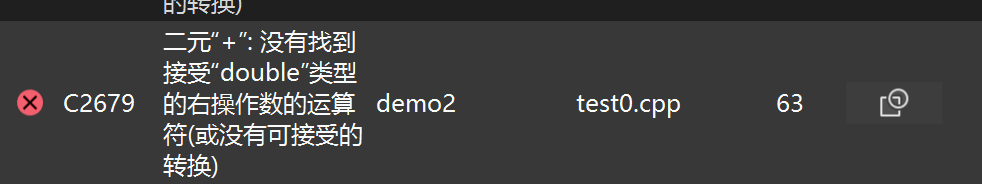 的转换)
C2679
二元“+”: 没有找到
接受“double”类型
的右操作数的运算
符(或没有可接受的
转换)
demo2
test0.cpp
63